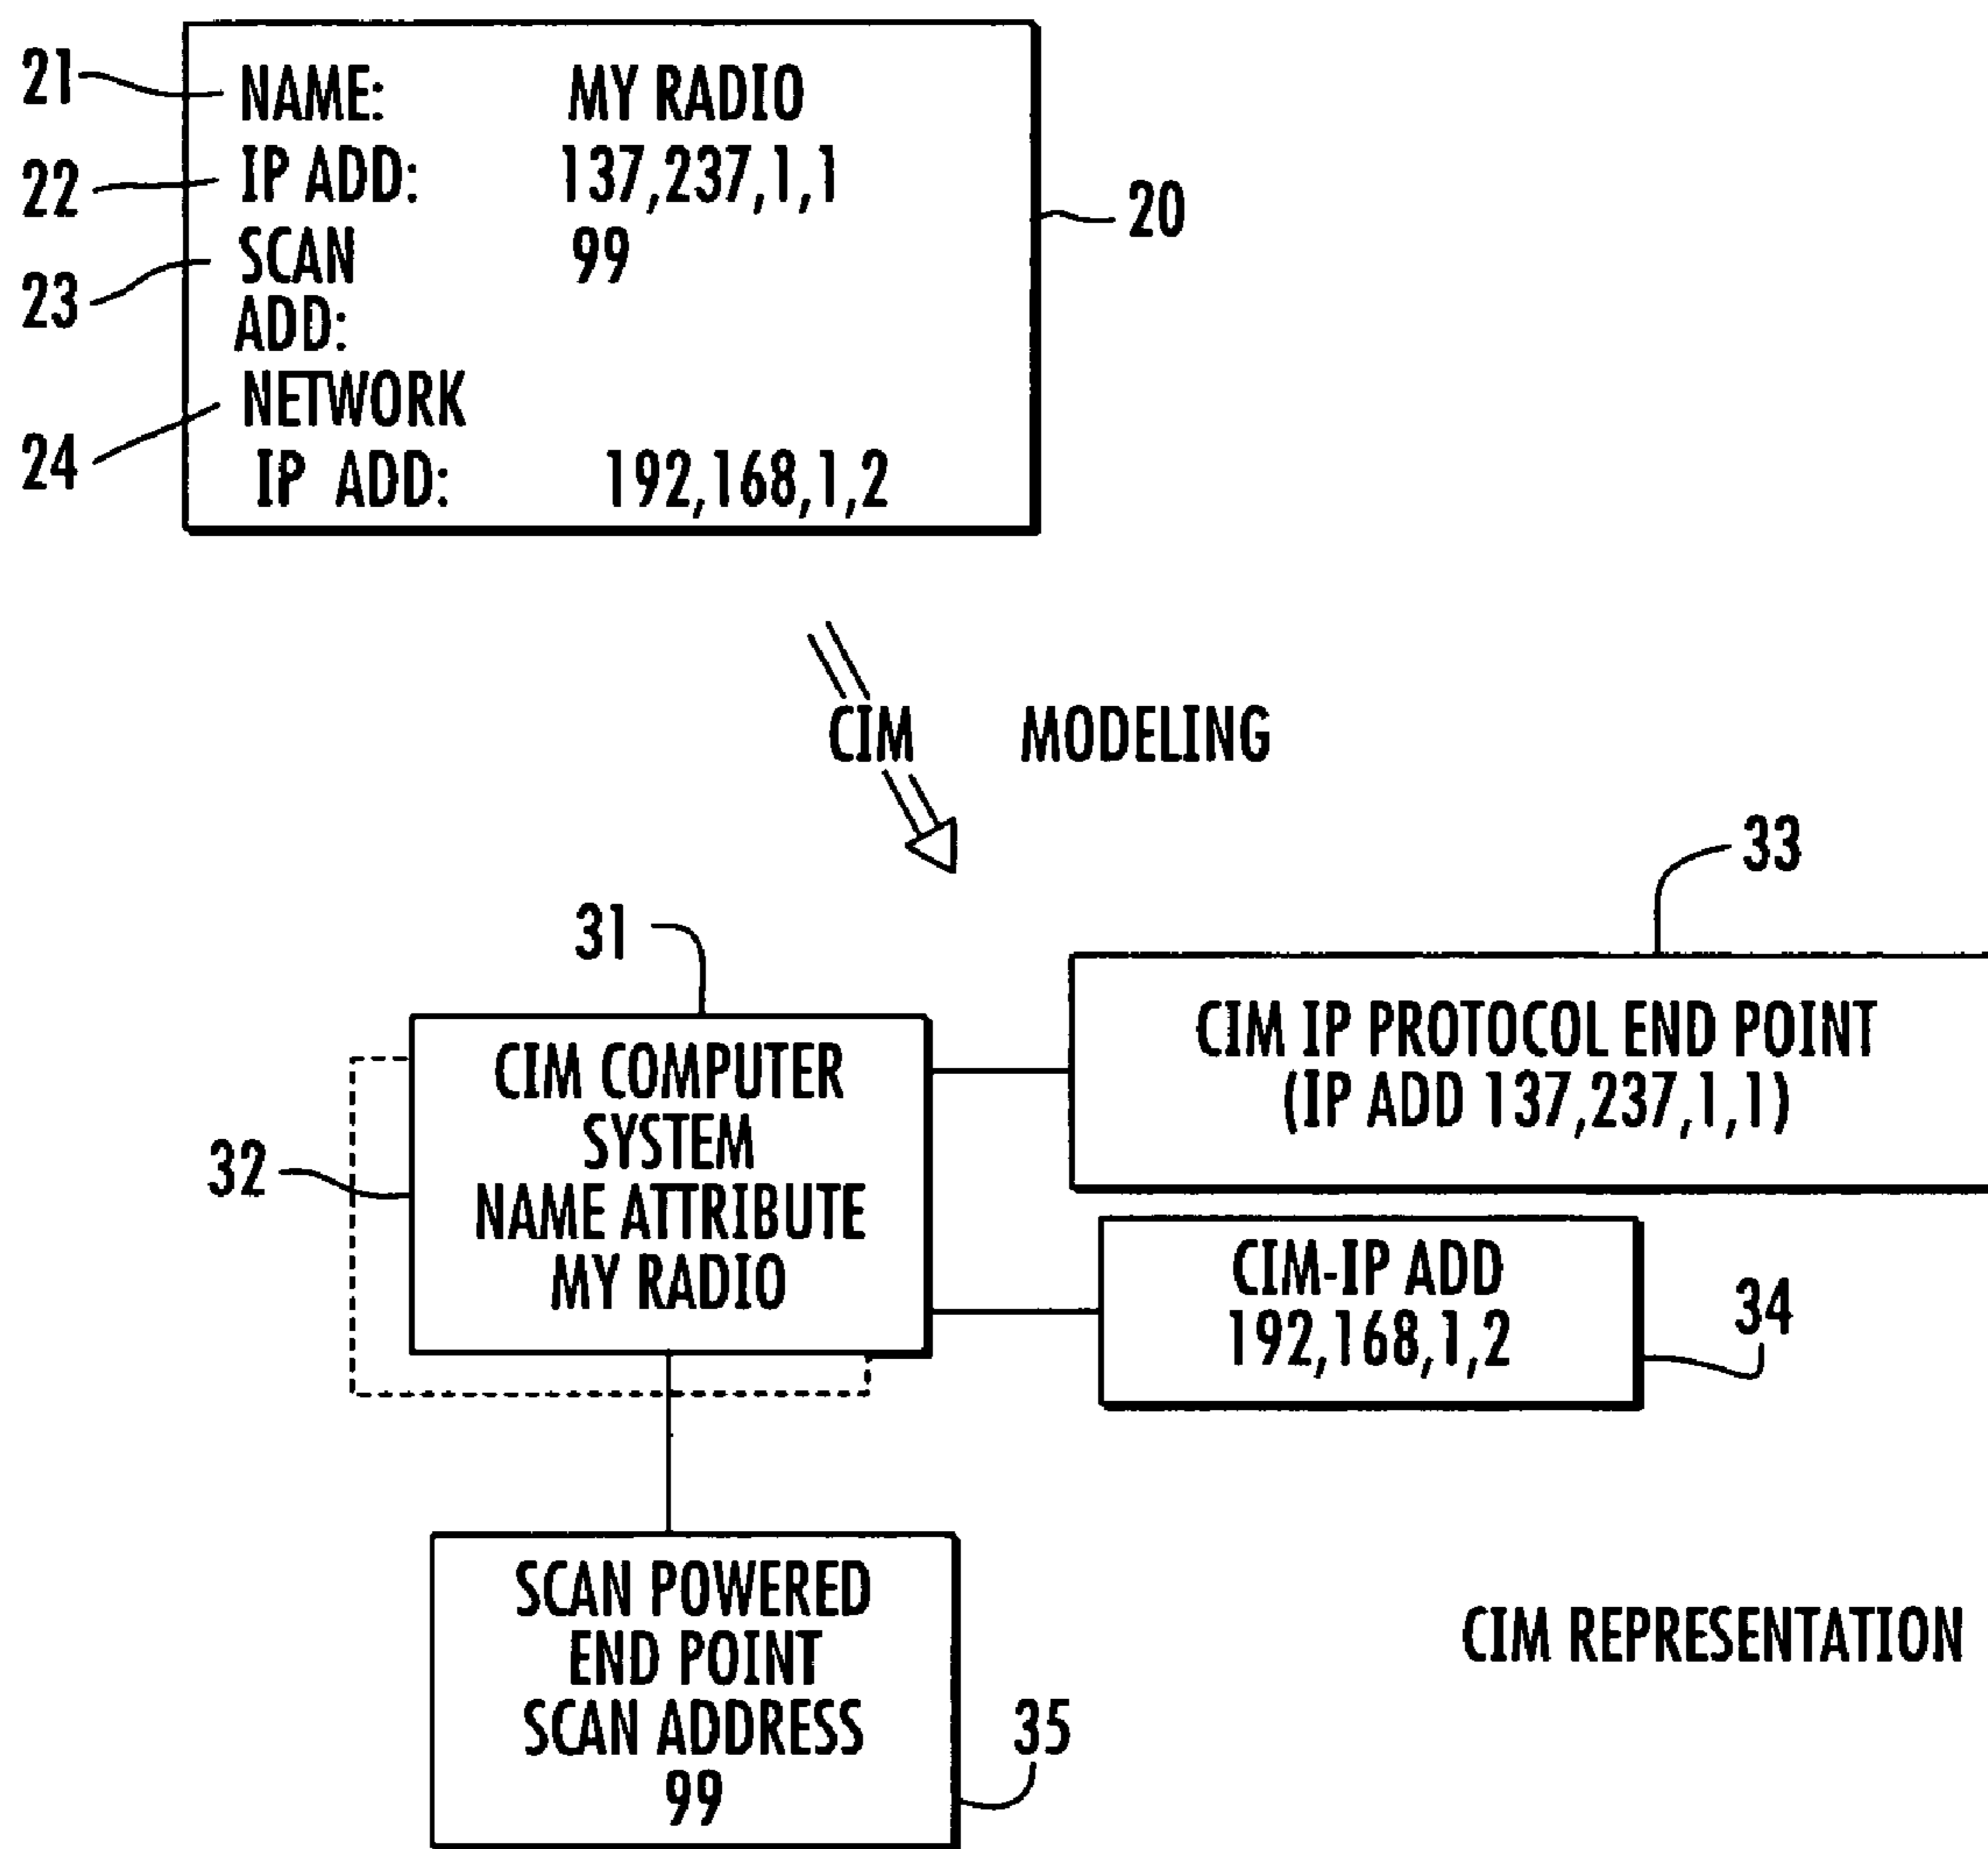 21
NAME: MY RADIO
22
IP ADD: 137,237,1,1
20
23
SCAN 99
ADD:
24
NETWORK
IP ADD: 192,168,1,2
CIM MODELING
33
31
CIM IP PROTOCOL END POINT
(IP ADD 137,237,1,1)
32
CIM COMPUTER
SYSTEM
NAME ATTRIBUTE
MY RADIO
CIM-IP ADD
192,168,1,2
34
SCAN POWERED
END POINT
SCAN ADDRESS
99
35
CIM REPRESENTATION